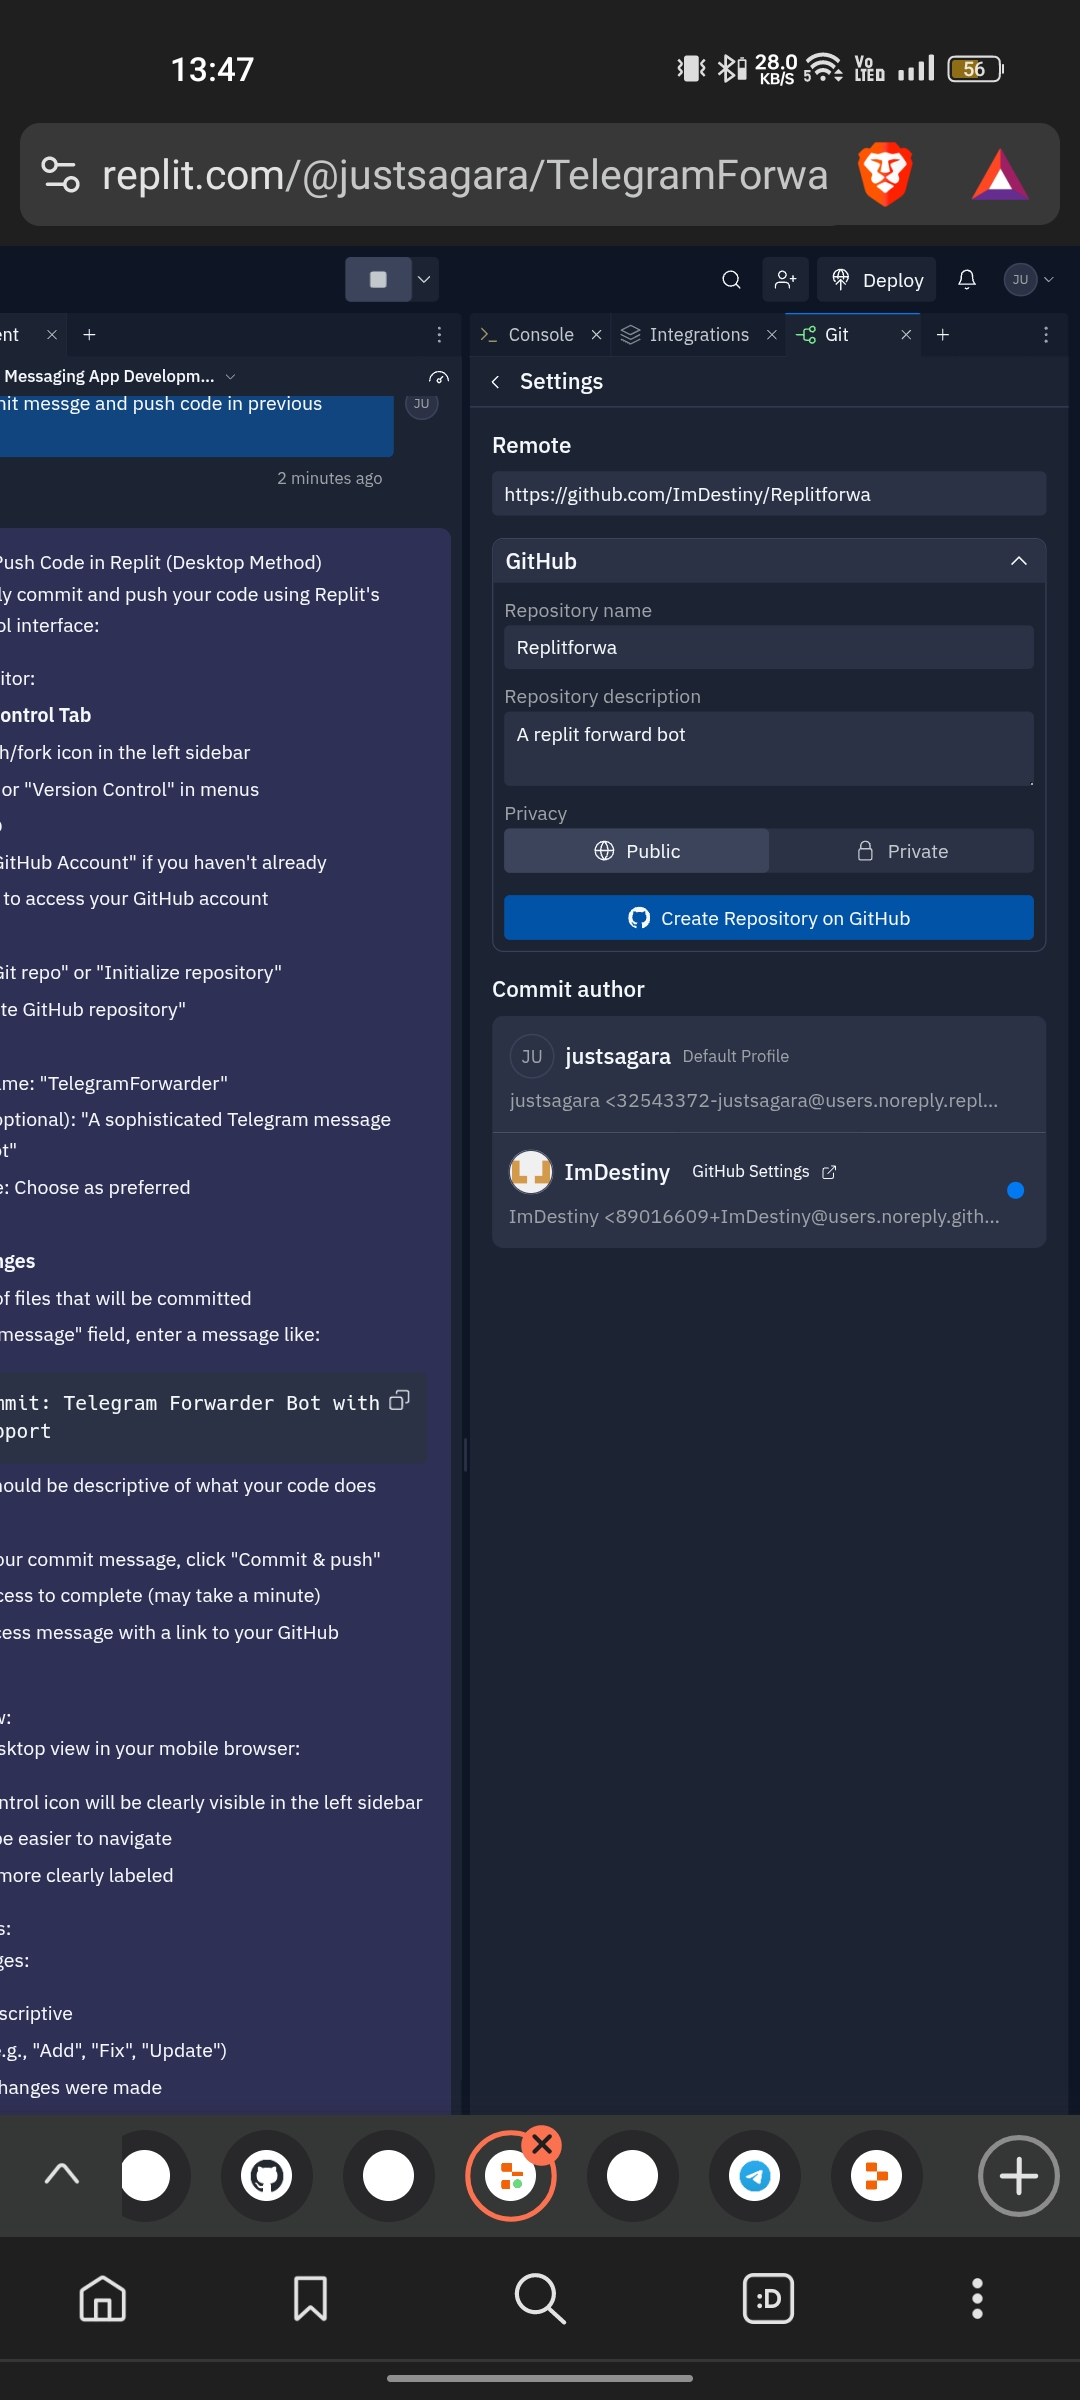 13:47
28.0
KB/S
5
Vo
LTED
56
replit.com/@justsagara/TelegramForwa
Deploy
JU
ent
Console
Integrations
Git
Messaging App Developm...
Settings
nit messge and push code in previous
JU
2 minutes ago
Push Code in Replit (Desktop Method)
ly commit and push your code using Replit's
ol interface:
itor:
ontrol Tab
h/fork icon in the left sidebar
or "Version Control" in menus
GitHub Account" if you haven't already
to access your GitHub account
Git repo" or "Initialize repository"
te GitHub repository"
ame: "TelegramForwarder"
optional): "A sophisticated Telegram message
ot"
e: Choose as preferred
nges
of files that will be committed
message" field, enter a message like:
mmit: Telegram Forwarder Bot with
pport
hould be descriptive of what your code does
our commit message, click "Commit & push"
cess to complete (may take a minute)
cess message with a link to your GitHub
w:
sktop view in your mobile browser:
ntrol icon will be clearly visible in the left sidebar
be easier to navigate
more clearly labeled
s:
ges:
scriptive
e.g., "Add", "Fix", "Update")
hanges were made
Remote
https://github.com/ImDestiny/Replitforwa
GitHub
Repository name
Replitforwa
Repository description
A replit forward bot
Privacy
Public
Private
Create Repository on GitHub
Commit author
JU
justsagara
Default Profile
justsagara <32543372-justsagara@users.noreply.repl...
ImDestiny
GitHub Settings
ImDestiny <89016609+ImDestiny@users.noreply.gith...
:D